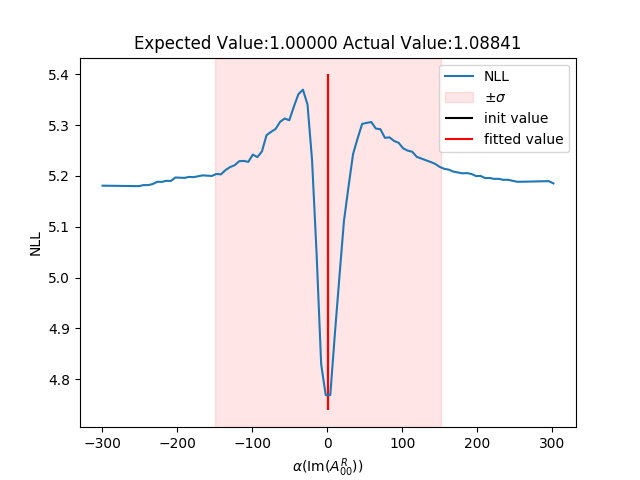 Expected Value:1.00000 Actual Value:1.08841
5.4
5.3
5.2
5.1
5.0
4.9
4.8
NLL
NLL
±σ
init value
fitted value
−300
−200
−100
0
100
200
300
α(Im(A^R_00))